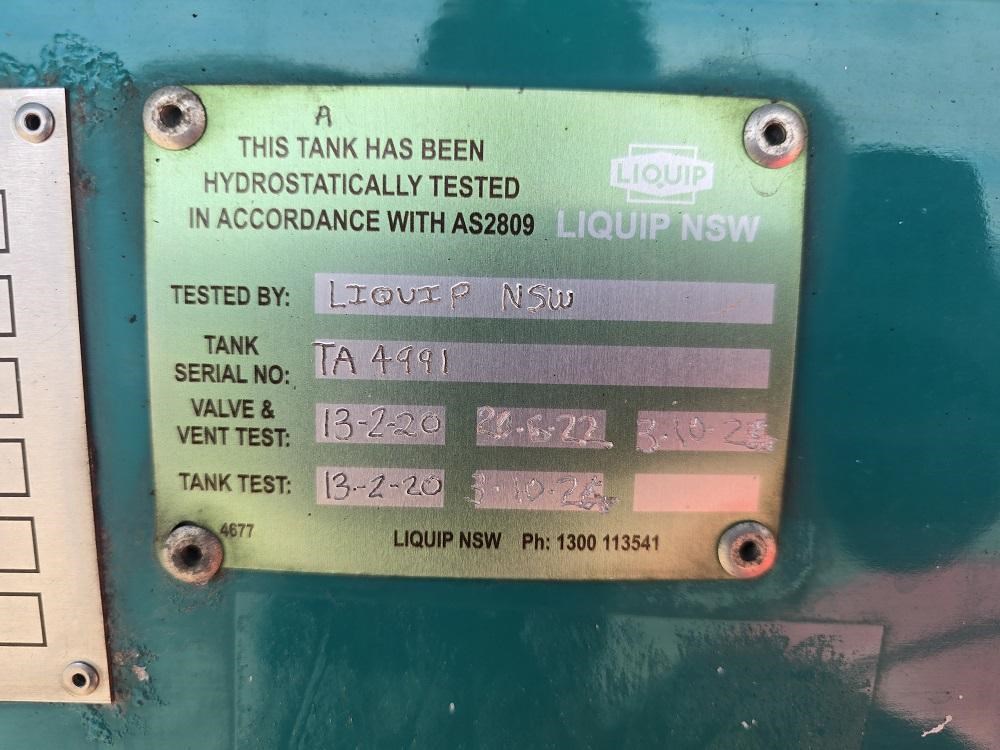 A
THIS TANK HAS BEEN
HYDROSTATICALLY TESTED
IN ACCORDANCE WITH AS2809
LIQUIP
LIQUIP NSW
TESTED BY: LIQUIP NSW
TANK
SERIAL NO: TA 4991
VALVE &
VENT TEST: 13-2-20
TANK TEST: 13-2-20
4677
LIQUIP NSW Ph: 1300 113541